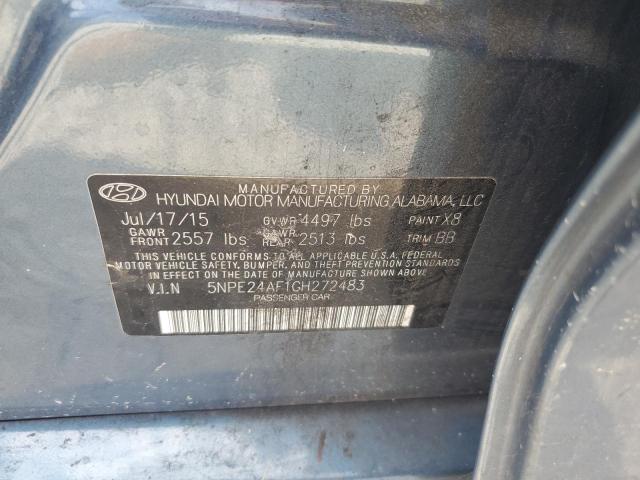 MANUFACTURED BY
HYUNDAI MOTOR MANUFACTURING ALABAMA, LLC
Jul/17/15 GVWR 4497 lbs PAINT X8
GAWR FRONT 2557 lbs GAWR REAR 2513 lbs TRIM BB
THIS VEHICLE CONFORMS TO ALL APPLICABLE U.S.A. FEDERAL
MOTOR VEHICLE SAFETY, BUMPER, AND THEFT PREVENTION STANDARDS
IN EFFECT ON THE DATE OF MANUFACTURE SHOWN ABOVE.
V.I.N 5NPE24AF1GH272483
PASSENGER CAR